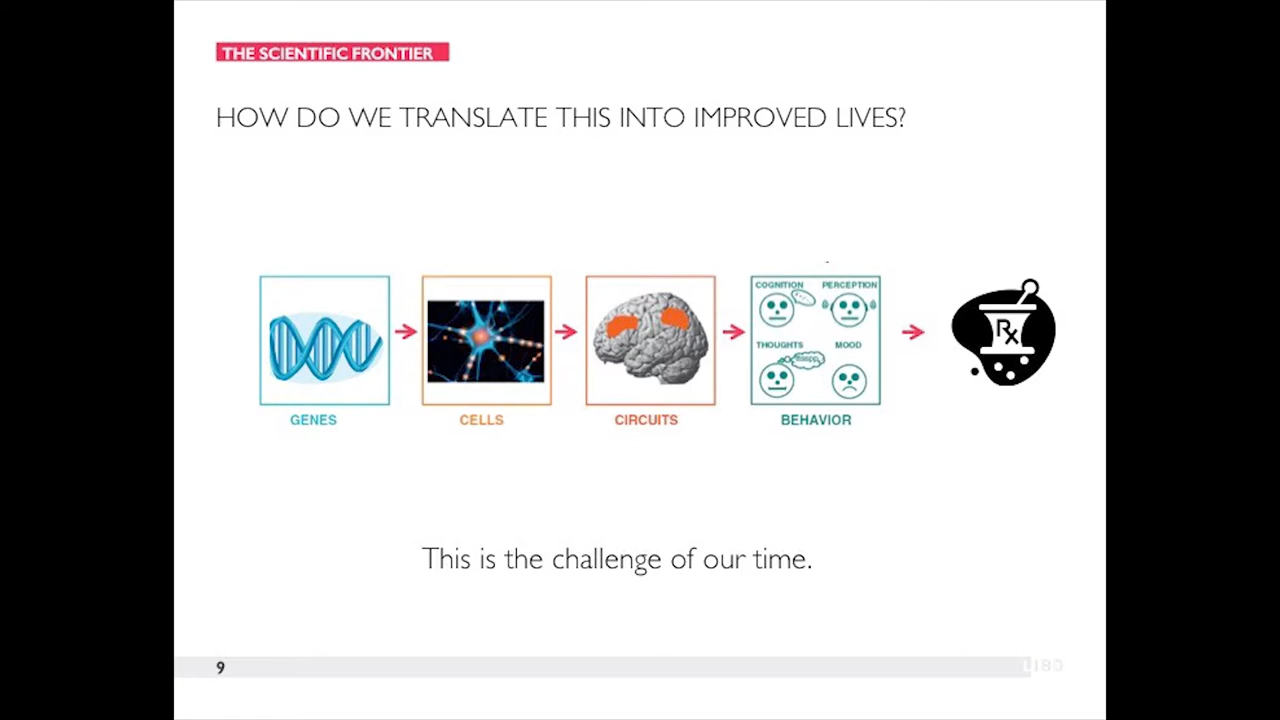 THE SCIENTIFIC FRONTIER
HOW DO WE TRANSLATE THIS INTO IMPROVED LIVES?
COGNITION PERCEPTION
THOUGHTS MOOD
Rx
GENES
CELLS
CIRCUITS
BEHAVIOR
This is the challenge of our time.
9
LIBD